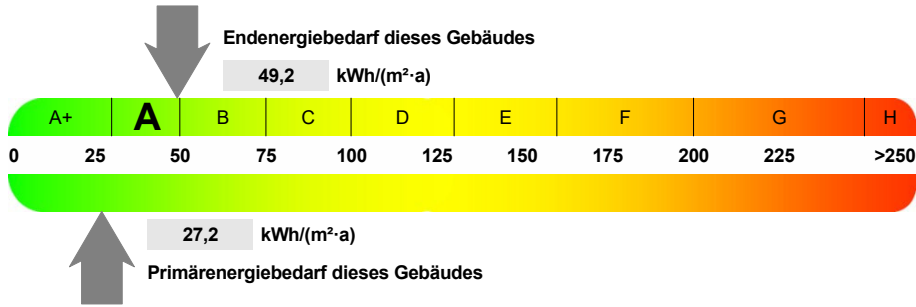 Endenergiebedarf dieses Gebäudes
49,2 kWh/(m²·a)
A+ A B C D E F G H
0 25 50 75 100 125 150 175 200 225 >250
27,2 kWh/(m²·a)
Primärenergiebedarf dieses Gebäudes